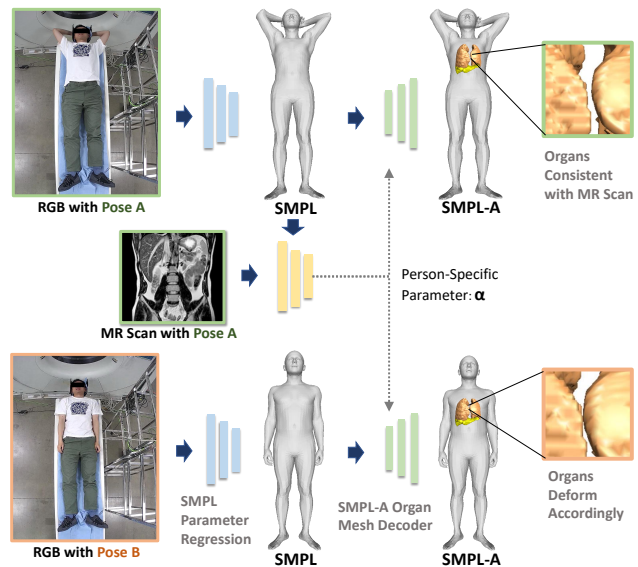 RGB with Pose A
SMPL
SMPL-A
Organs
Consistent
with MR Scan
MR Scan with Pose A
Person-Specific
Parameter: α
RGB with Pose B
SMPL
Parameter
Regression
SMPL
SMPL-A Organ
Mesh Decoder
SMPL-A
Organs
Deform
Accordingly